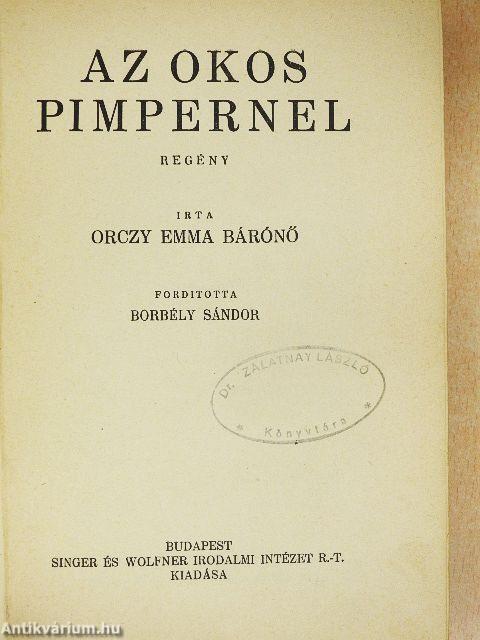 AZ OKOS
PIMPERNEL
REGÉNY
IRTA
ORCZY EMMA BÁRÓNŐ
FORDITOTTA
BORBÉLY SÁNDOR
Dr. ZALATNAY LÁSZLÓ
* Könyvtára *
BUDAPEST
SINGER ÉS WOLFNER IRODALMI INTÉZET R.-T.
KIADÁSA
Antikvárium.hu